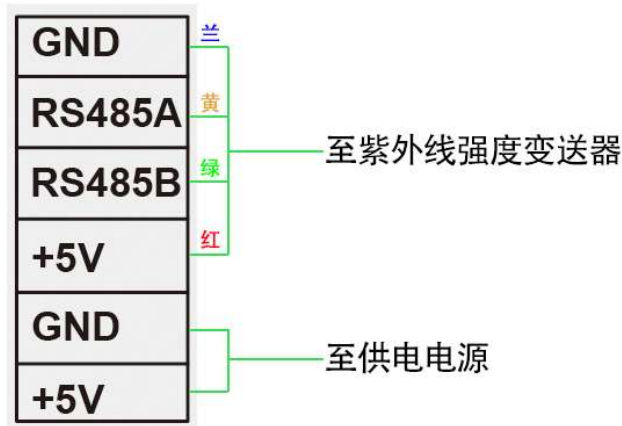 GND 兰
RS485A 黄
至紫外线强度变送器
RS485B 绿
+5V 红
GND
至供电电源
+5V